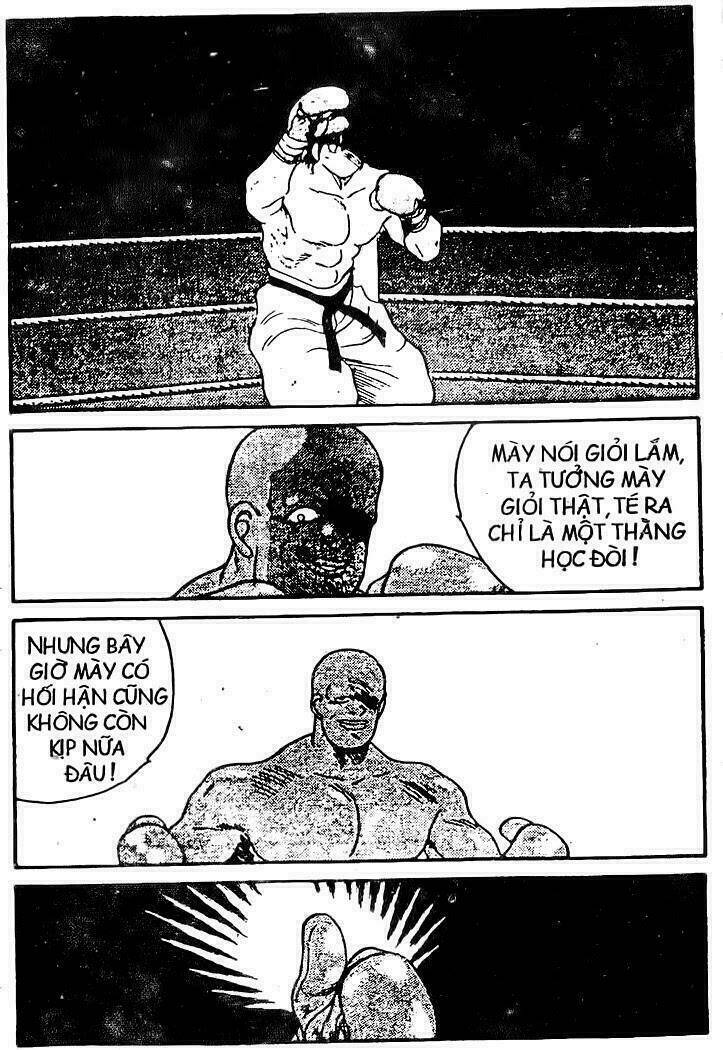 MÀY NÓI GIỎI LẮM,
TA TƯỞNG MÀY
GIỎI THẬT, TÉ RA
CHỈ LÀ MỘT THẰNG
HỌC ĐÒI!
NHƯNG BÂY
GIỜ MÀY CÓ
HỐI HẬN CŨNG
KHÔNG CÒN
KỊP NỮA
ĐÂU!